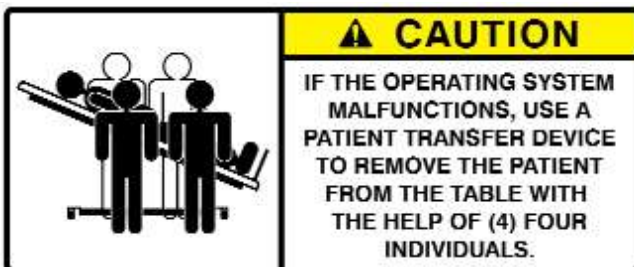 CAUTION
IF THE OPERATING SYSTEM
MALFUNCTIONS, USE A
PATIENT TRANSFER DEVICE
TO REMOVE THE PATIENT
FROM THE TABLE WITH
THE HELP OF (4) FOUR
INDIVIDUALS.